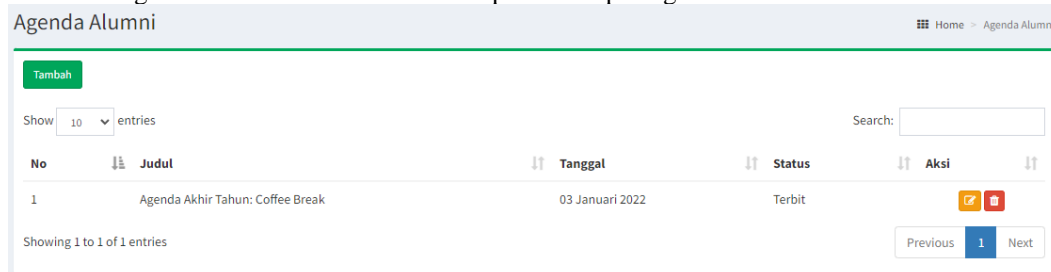 Agenda Alumni
Home > Agenda Alumn
Tambah
Show 10 entries
Search:
No Judul Tanggal Status Aksi
1 Agenda Akhir Tahun: Coffee Break 03 Januari 2022 Terbit
Showing 1 to 1 of 1 entries
Previous 1 Next